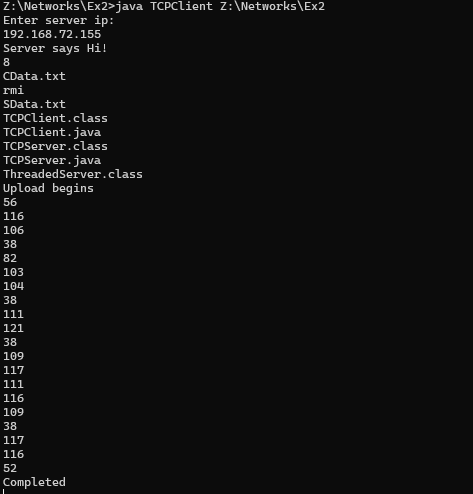 Z:\Networks\Ex2>java TCPClient Z:\Networks\Ex2
Enter server ip:
192.168.72.155
Server says Hi!
8
CData.txt
rmi
SData.txt
TCPClient.class
TCPClient.java
TCPServer.class
TCPServer.java
ThreadedServer.class
Upload begins
56
116
106
38
82
103
104
38
111
121
38
109
117
111
116
109
38
117
116
52
Completed